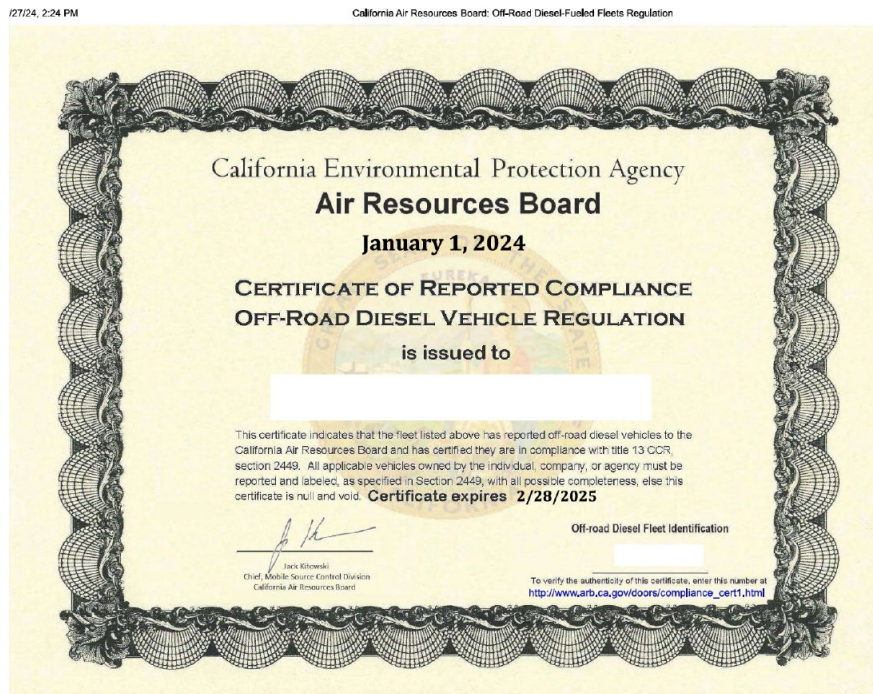 /27/24, 2:24 PM
California Air Resources Board: Off-Road Diesel-Fueled Fleets Regulation
California Environmental Protection Agency
Air Resources Board
January 1, 2024
CERTIFICATE OF REPORTED COMPLIANCE
OFF-ROAD DIESEL VEHICLE REGULATION
is issued to
This certificate indicates that the fleet listed above has reported off-road diesel vehicles to the
California Air Resources Board and has certified they are in compliance with title 13 CCR,
section 2449. All applicable vehicles owned by the individual, company, or agency must be
reported and labeled, as specified in Section 2449, with all possible completeness, else this
certificate is null and void. Certificate expires 2/28/2025
Off-road Diesel Fleet Identification
Jack Kitowski
Chief, Mobile Source Control Division
California Air Resources Board
To verify the authenticity of this certificate, enter this number at
http://www.arb.ca.gov/doors/compliance_cert1.html